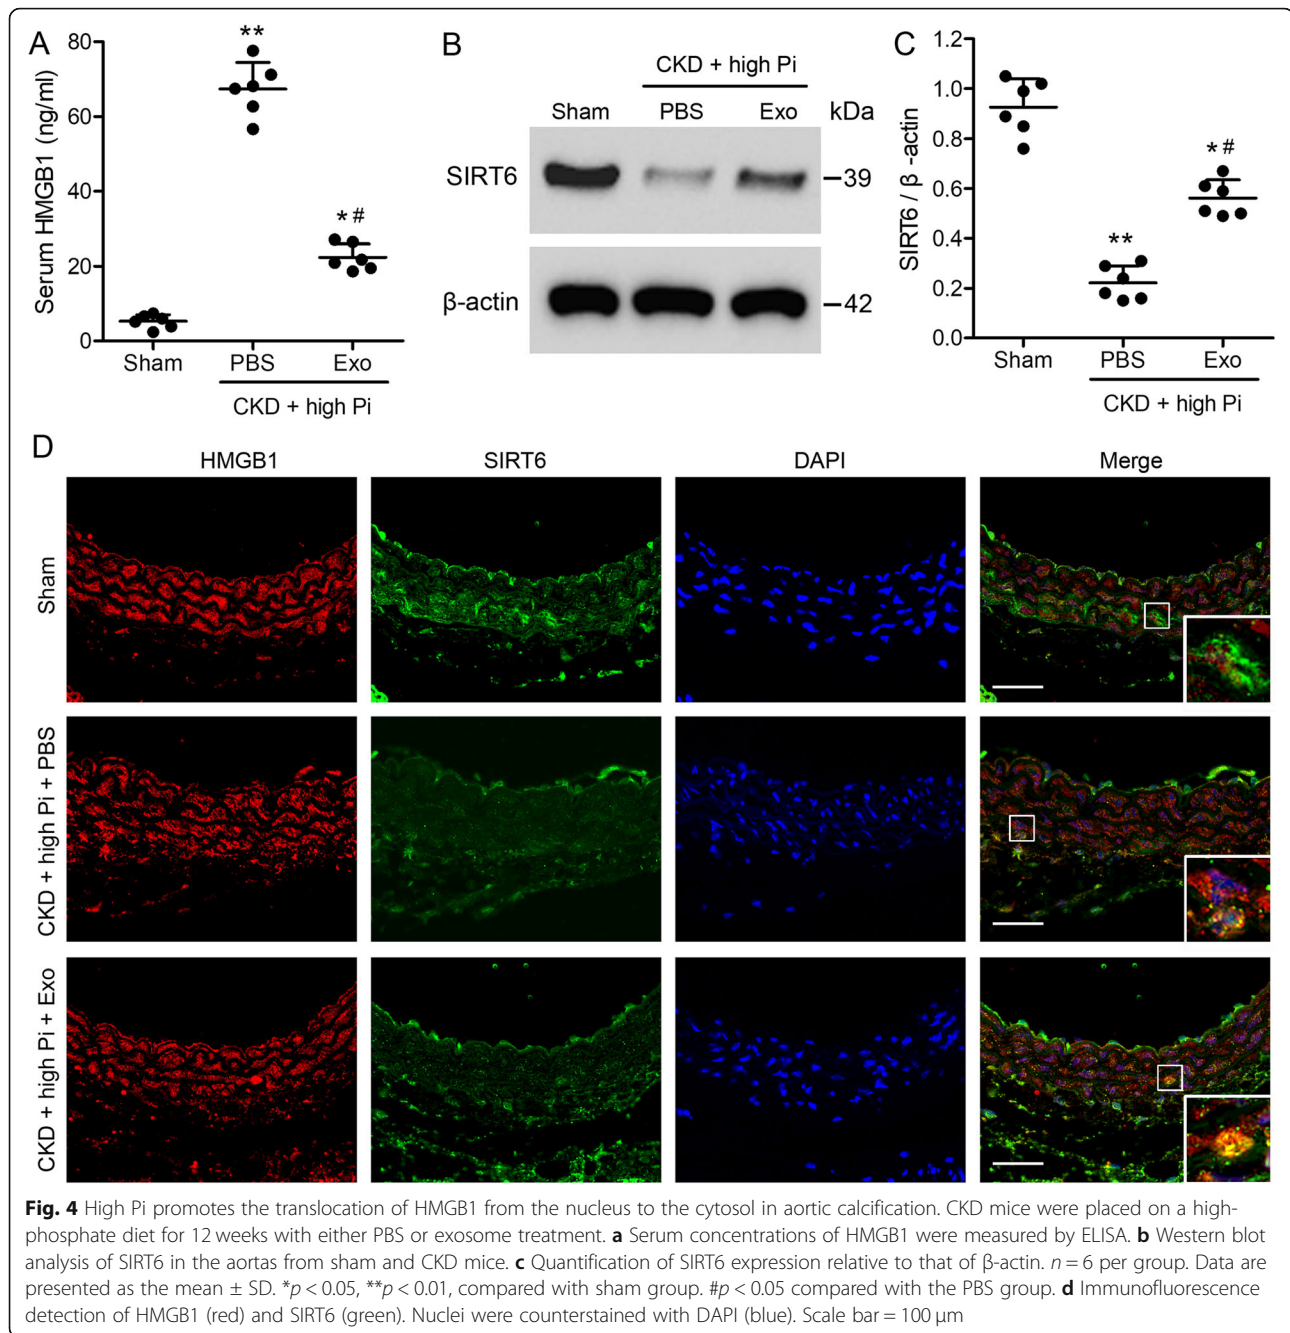 A
80
60
40
20
0
Serum HMGB1 (ng/ml)
**
* #
Sham
PBS
Exo
CKD + high Pi
B
CKD + high Pi
Sham
PBS
Exo
kDa
SIRT6
39
β-actin
42
C
1.2
1.0
0.8
0.6
0.4
0.2
0.0
SIRT6 / β -actin
**
* #
Sham
PBS
Exo
CKD + high Pi
D
HMGB1
SIRT6
DAPI
Merge
Sham
CKD + high Pi + PBS
CKD + high Pi + Exo
Fig. 4 High Pi promotes the translocation of HMGB1 from the nucleus to the cytosol in aortic calcification. CKD mice were placed on a high-
phosphate diet for 12 weeks with either PBS or exosome treatment. a Serum concentrations of HMGB1 were measured by ELISA. b Western blot
analysis of SIRT6 in the aortas from sham and CKD mice. c Quantification of SIRT6 expression relative to that of β-actin. n = 6 per group. Data are
presented as the mean ± SD. *p < 0.05, **p < 0.01, compared with sham group. #p < 0.05 compared with the PBS group. d Immunofluorescence
detection of HMGB1 (red) and SIRT6 (green). Nuclei were counterstained with DAPI (blue). Scale bar = 100 μm